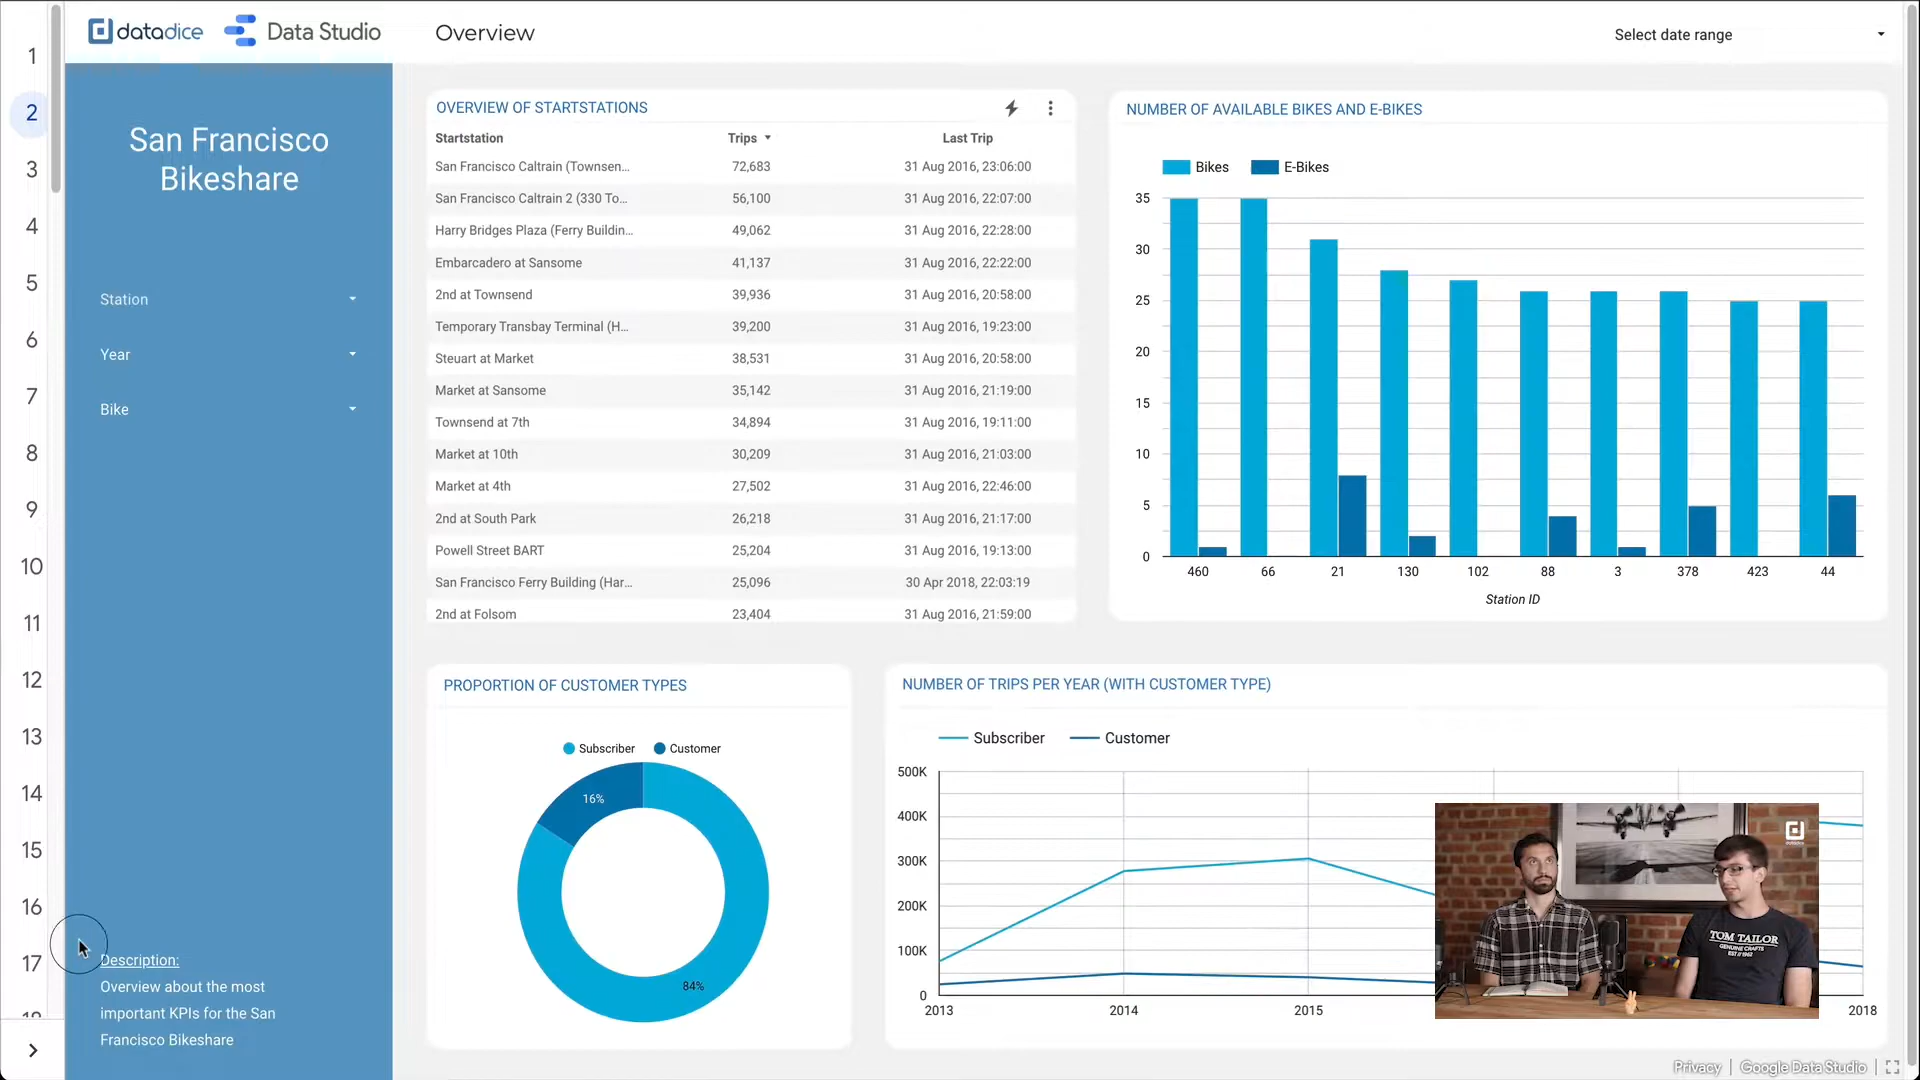 datadice
Data Studio
Overview
Select date range
1
2
3
4
5
6
7
8
9
10
11
12
13
14
15
16
17
San Francisco
Bikeshare
Station
Year
Bike
Description:
Overview about the most
important KPIs for the San
Francisco Bikeshare
OVERVIEW OF STARTSTATIONS
Startstation Trips Last Trip
San Francisco Caltrain (Townsen... 72,683 31 Aug 2016, 23:06:00
San Francisco Caltrain 2 (330 To... 56,100 31 Aug 2016, 22:07:00
Harry Bridges Plaza (Ferry Buildin... 49,062 31 Aug 2016, 22:28:00
Embarcadero at Sansome 41,137 31 Aug 2016, 22:22:00
2nd at Townsend 39,936 31 Aug 2016, 20:58:00
Temporary Transbay Terminal (H... 39,200 31 Aug 2016, 19:23:00
Steuart at Market 38,531 31 Aug 2016, 20:58:00
Market at Sansome 35,142 31 Aug 2016, 21:19:00
Townsend at 7th 34,894 31 Aug 2016, 19:11:00
Market at 10th 30,209 31 Aug 2016, 21:03:00
Market at 4th 27,502 31 Aug 2016, 22:46:00
2nd at South Park 26,218 31 Aug 2016, 21:17:00
Powell Street BART 25,204 31 Aug 2016, 19:13:00
San Francisco Ferry Building (Har... 25,096 30 Apr 2018, 22:03:19
2nd at Folsom 23,404 31 Aug 2016, 21:59:00
NUMBER OF AVAILABLE BIKES AND E-BIKES
Bikes E-Bikes
35
30
25
20
15
10
5
0
460 66 21 130 102 88 3 378 423 44
Station ID
PROPORTION OF CUSTOMER TYPES
Subscriber Customer
16%
84%
NUMBER OF TRIPS PER YEAR (WITH CUSTOMER TYPE)
Subscriber Customer
500K
400K
300K
200K
100K
0
2013 2014 2015 2018
TOM TAILOR
GENUINE CRAFTS
EST // 1962
datadice
Privacy
Google Data Studio